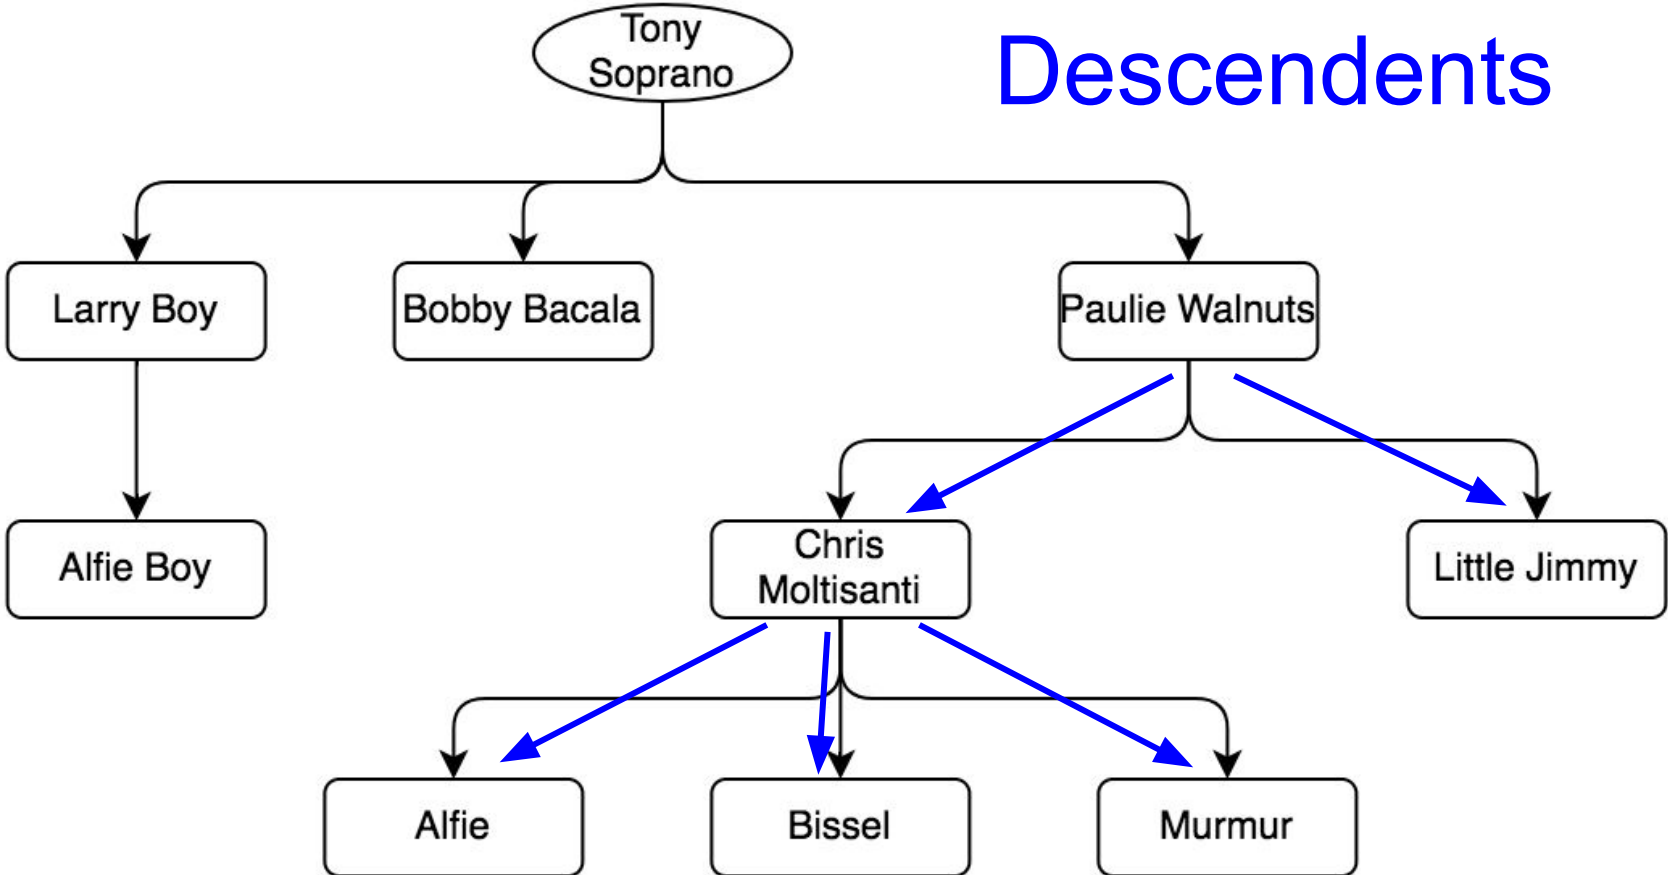 Tony
Soprano
Descendents
Larry Boy
Bobby Bacala
Paulie Walnuts
Alfie Boy
Chris
Moltisanti
Little Jimmy
Alfie
Bissel
Murmur